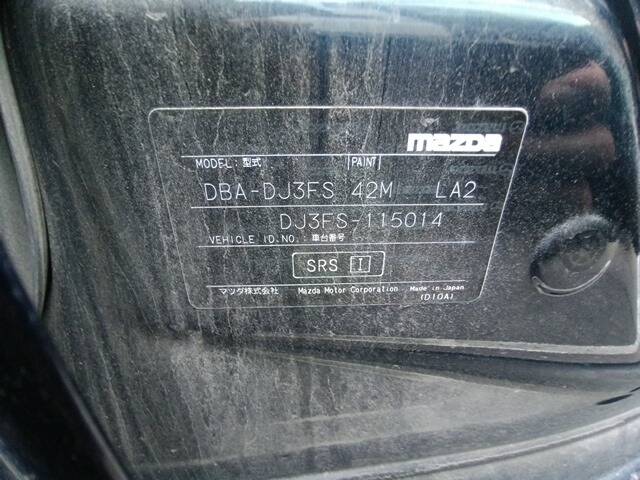 mazda
MODEL: 型式 PAINT
DBA-DJ3FS 42M LA2
DJ3FS-115014
VEHICLE ID.NO.: 車台番号
SRS I
マツダ株式会社 Mazda Motor Corporation Made in Japan
(D10A)